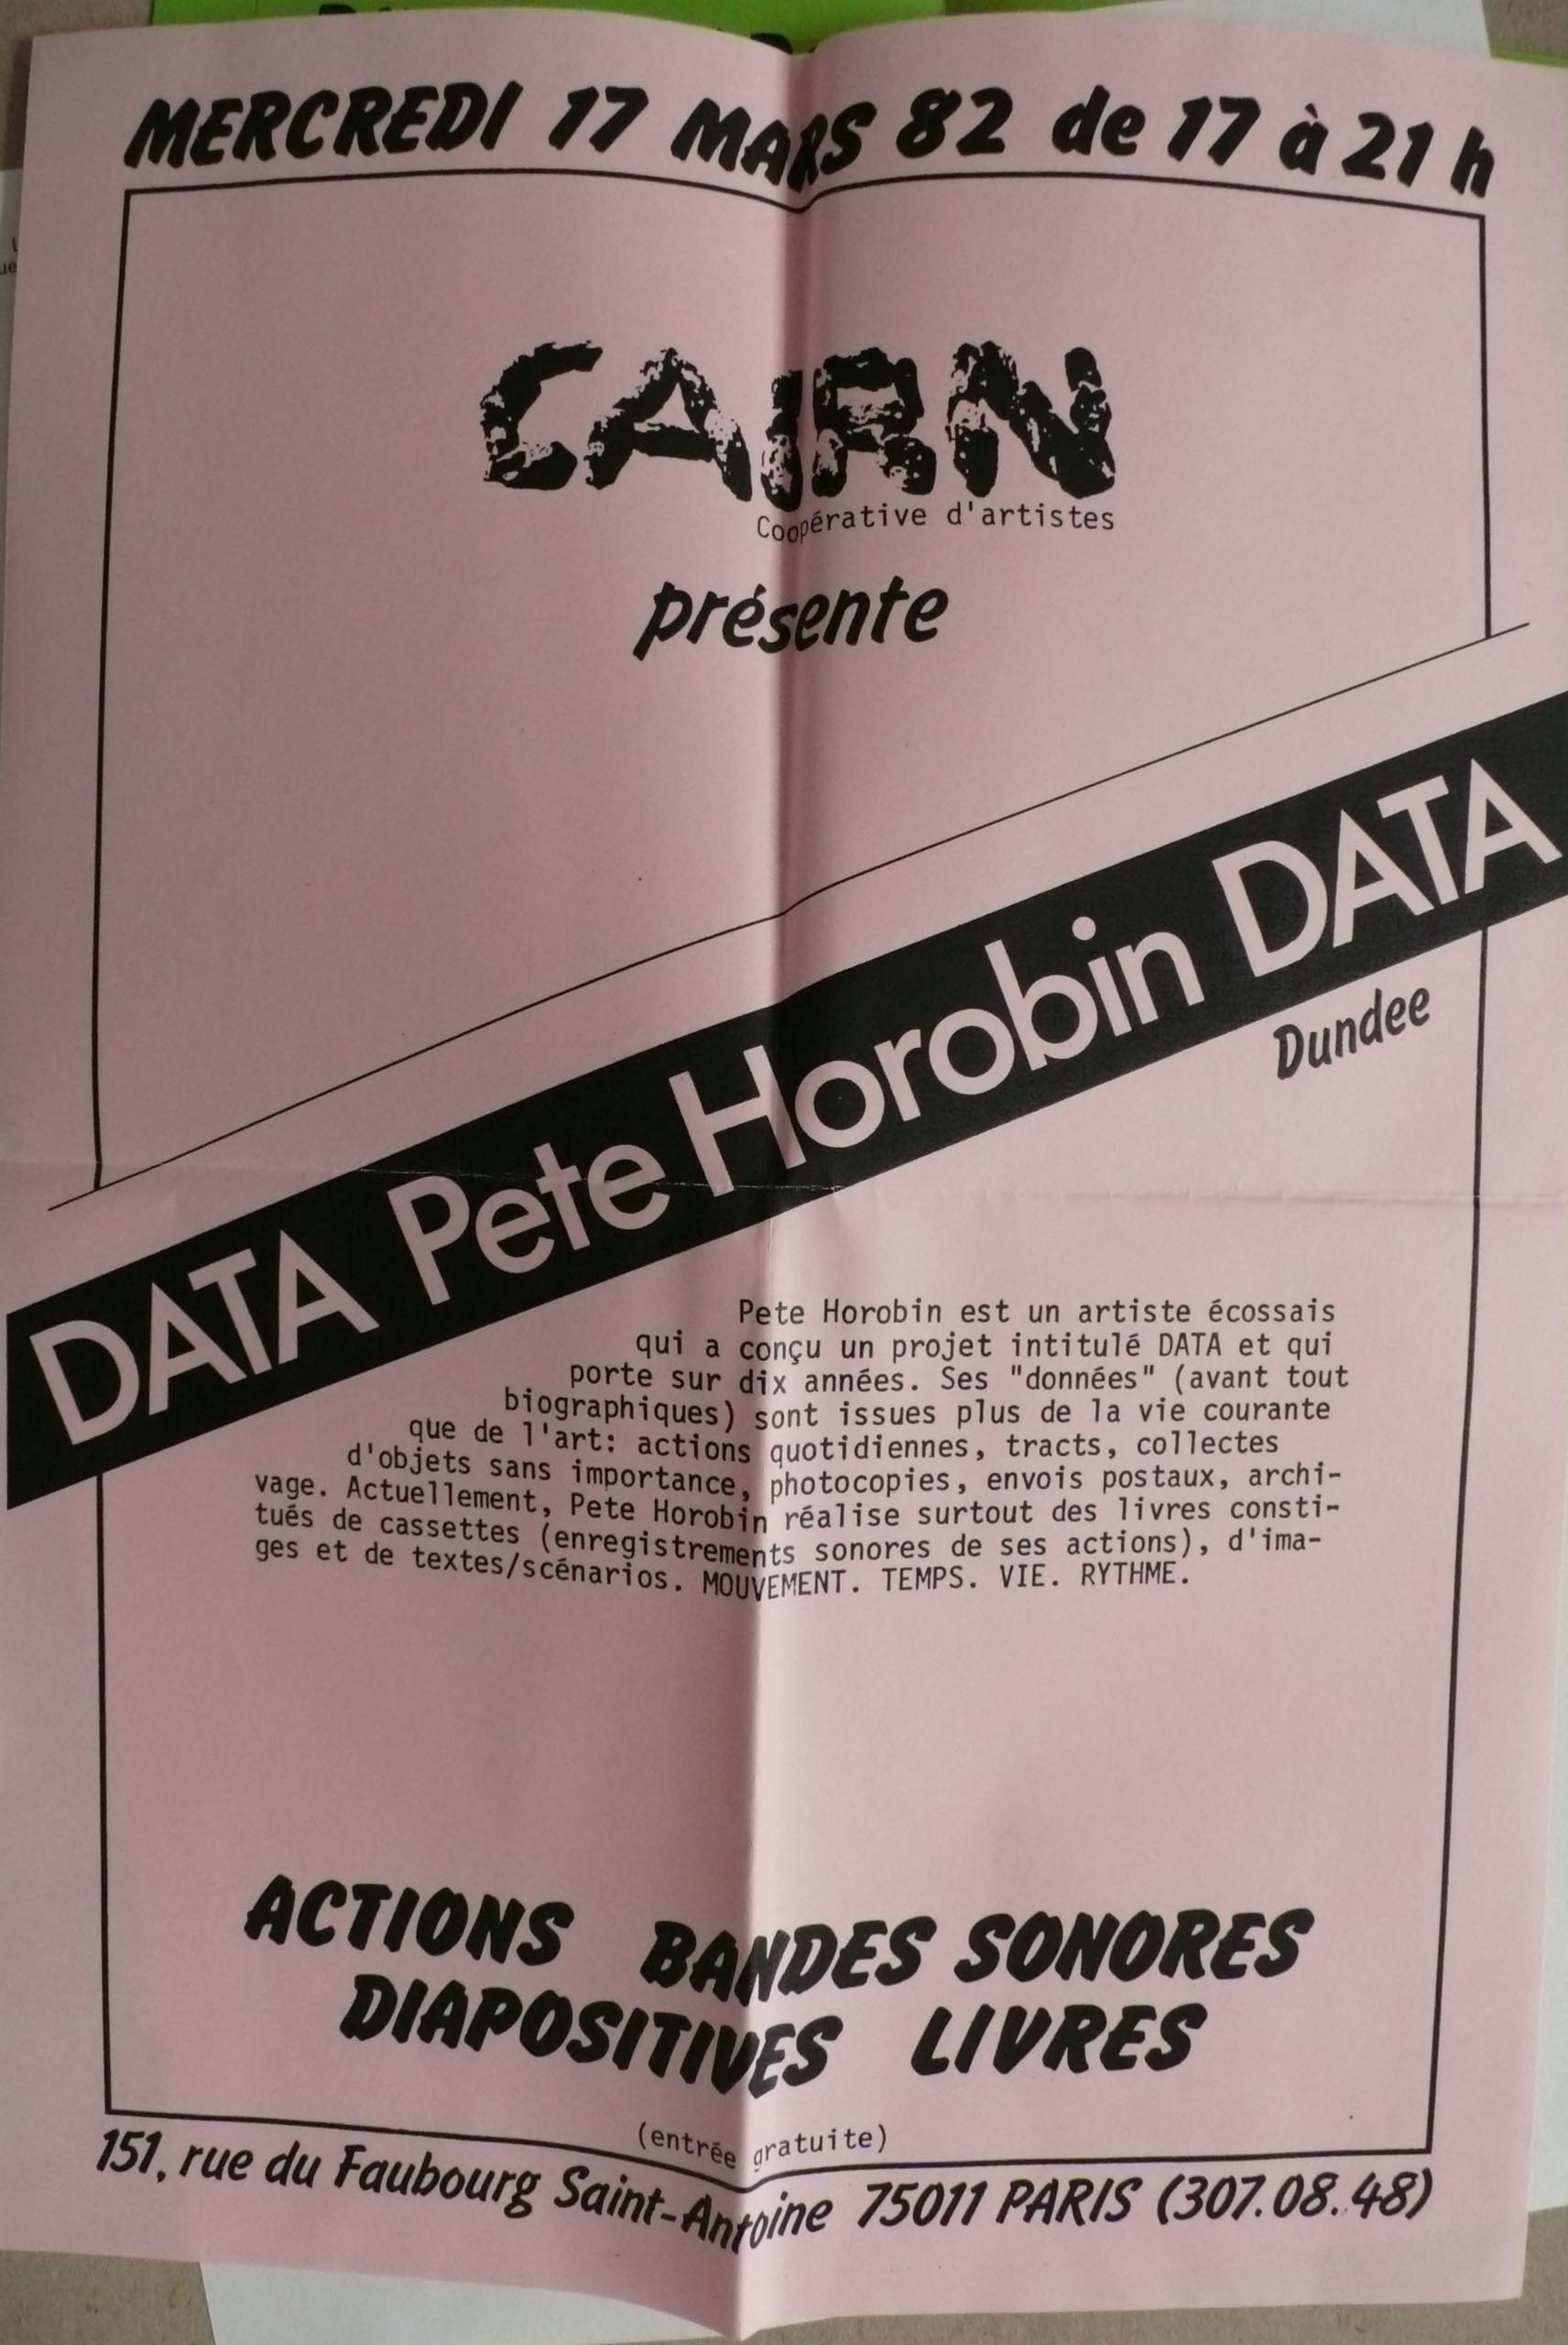 MERCREDI 17 MARS 82 de 17 à 21 h
CAIRN
Coopérative d'artistes
présente
DATA Pete Horobin DATA
Dundee
Pete Horobin est un artiste écossais
qui a conçu un projet intitulé DATA et qui
porte sur dix années. Ses "données" (avant tout
biographiques) sont issues plus de la vie courante
que de l'art: actions quotidiennes, tracts, collectes
d'objets sans importance, photocopies, envois postaux, archi-
vage. Actuellement, Pete Horobin réalise surtout des livres consti-
tués de cassettes (enregistrements sonores de ses actions), d'ima-
ges et de textes/scénarios. MOUVEMENT. TEMPS. VIE. RYTHME.
ACTIONS BANDES SONORES
DIAPOSITIVES LIVRES
(entrée gratuite)
151, rue du Faubourg Saint-Antoine 75011 PARIS (307.08.48)